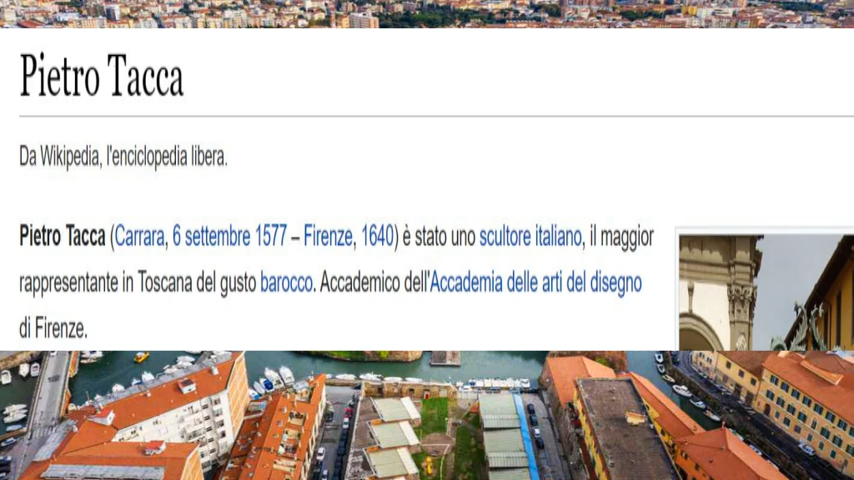 Pietro Tacca
Da Wikipedia, l'enciclopedia libera.
Pietro Tacca (Carrara, 6 settembre 1577 – Firenze, 1640) è stato uno scultore italiano, il maggior
rappresentante in Toscana del gusto barocco. Accademico dell'Accademia delle arti del disegno
di Firenze.